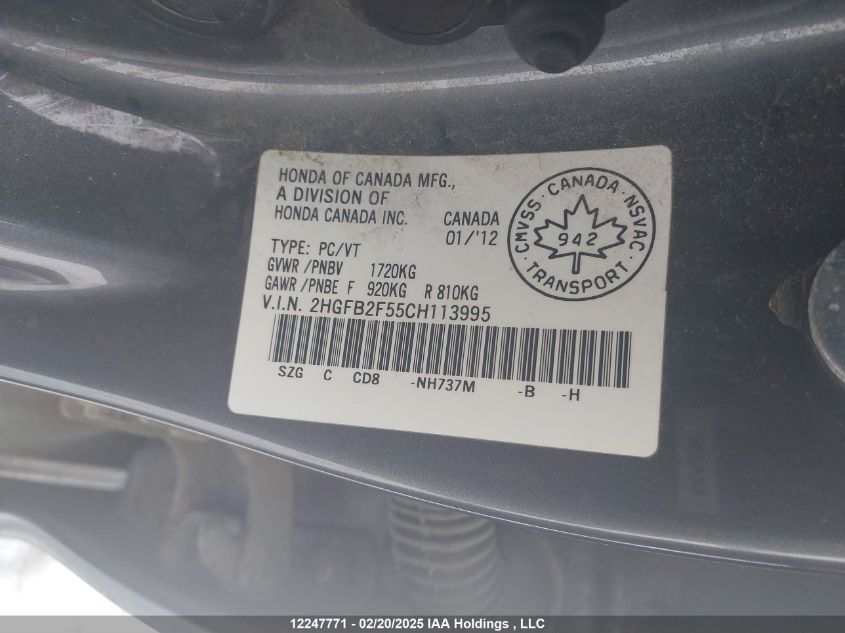 HONDA OF CANADA MFG.,
A DIVISION OF
HONDA CANADA INC. CANADA
01/'12
TYPE: PC/VT
GVWR /PNBV 1720KG
GAWR /PNBE F 920KG R 810KG
V.I.N. 2HGFB2F55CH113995
SZG C CD8 -NH737M -B -H
CMVSS · CANADA · NSVAC
942
· TRANSPORT ·
12247771 - 02/20/2025 IAA Holdings , LLC